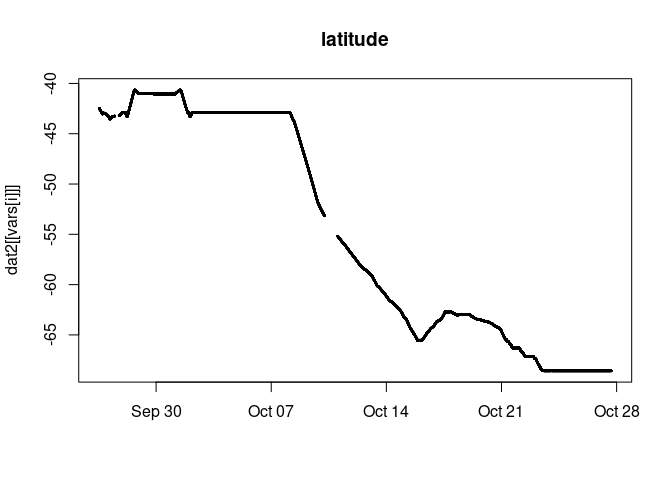 latitude
dat2[[vars[i]]]
-40
-45
-50
-55
-60
-65
Sep 30
Oct 07
Oct 14
Oct 21
Oct 28